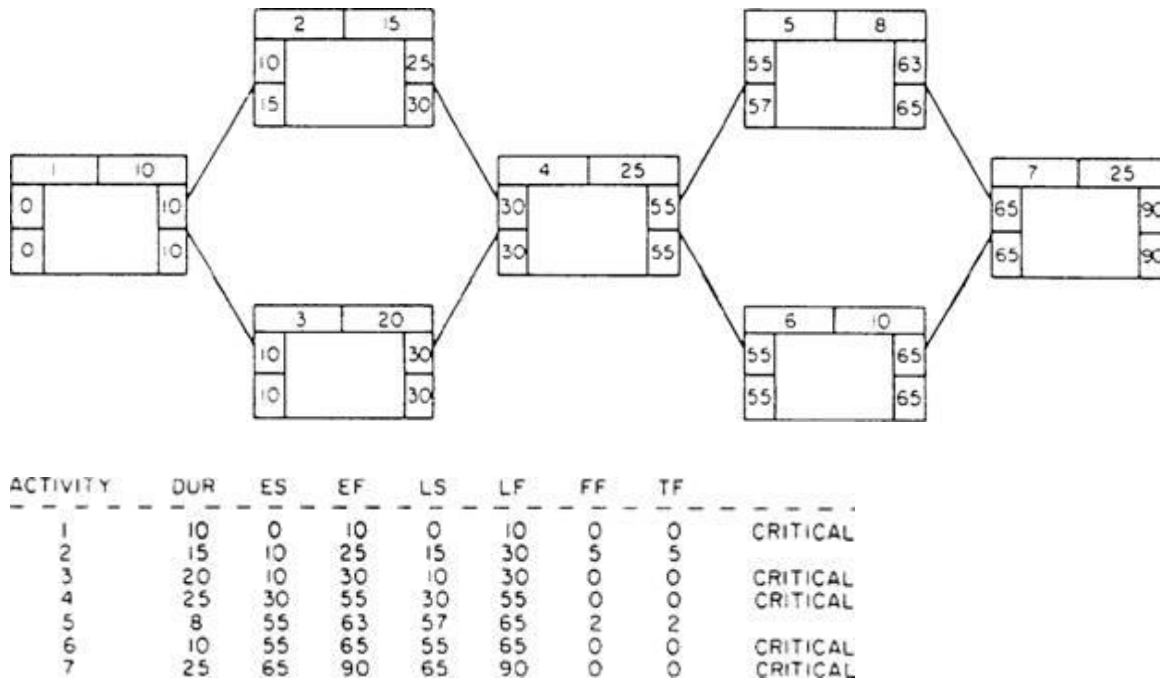 2 15
5 8
10 25
55 63
15 30
57 65
1 10
4 25
7 25
0 10
30 55
65 90
0 10
30 55
65 90
3 20
6 10
10 30
55 65
10 30
55 65
ACTIVITY DUR ES EF LS LF FF TF
1 10 0 10 0 10 0 0 CRITICAL
2 15 10 25 15 30 5 5
3 20 10 30 10 30 0 0 CRITICAL
4 25 30 55 30 55 0 0 CRITICAL
5 8 55 63 57 65 2 2
6 10 55 65 55 65 0 0 CRITICAL
7 25 65 90 65 90 0 0 CRITICAL